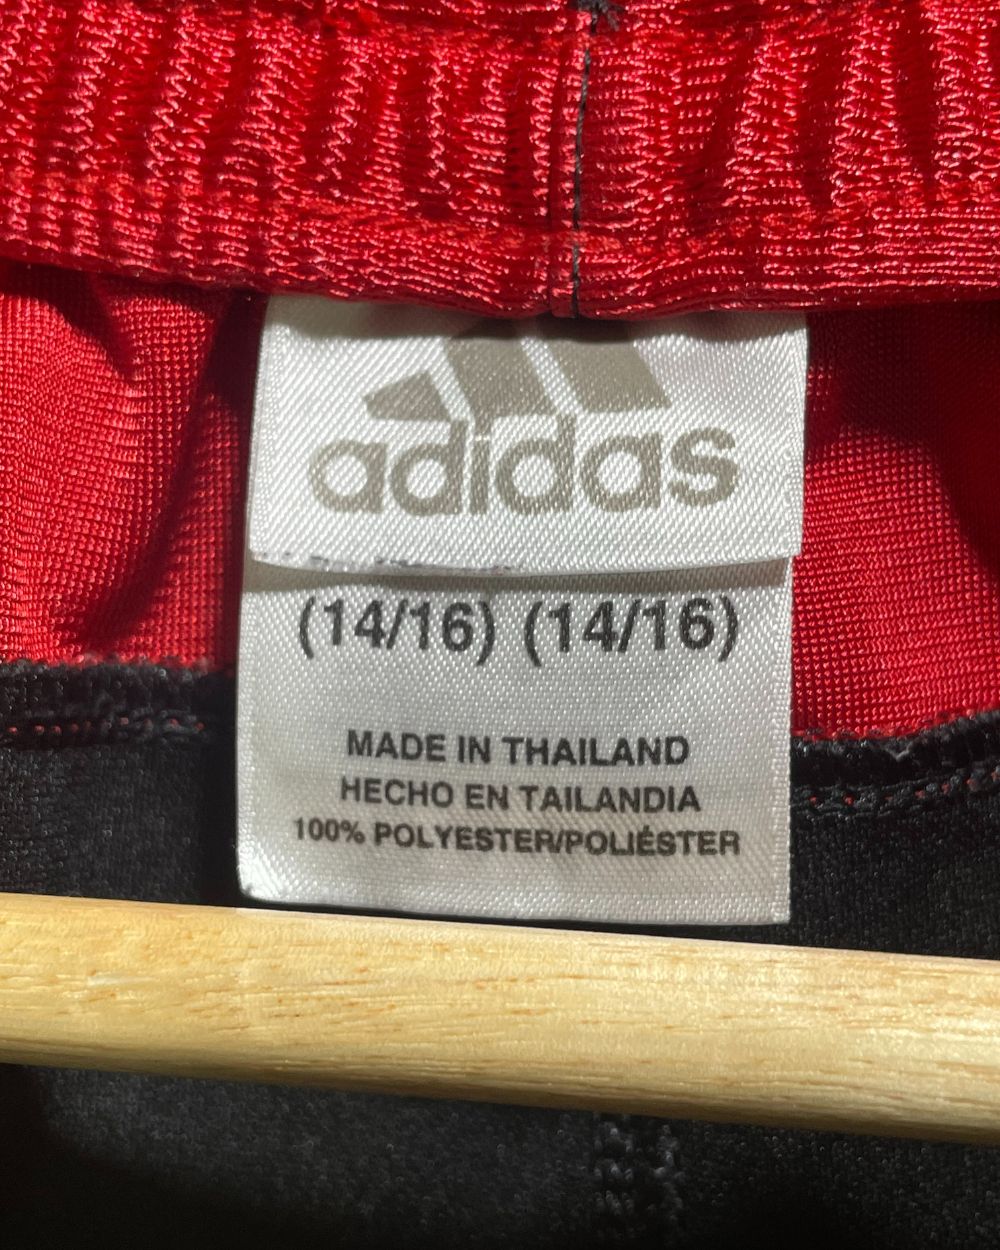 adidas
(14/16) (14/16)
MADE IN THAILAND
HECHO EN TAILANDIA
100% POLYESTER/POLIÉSTER